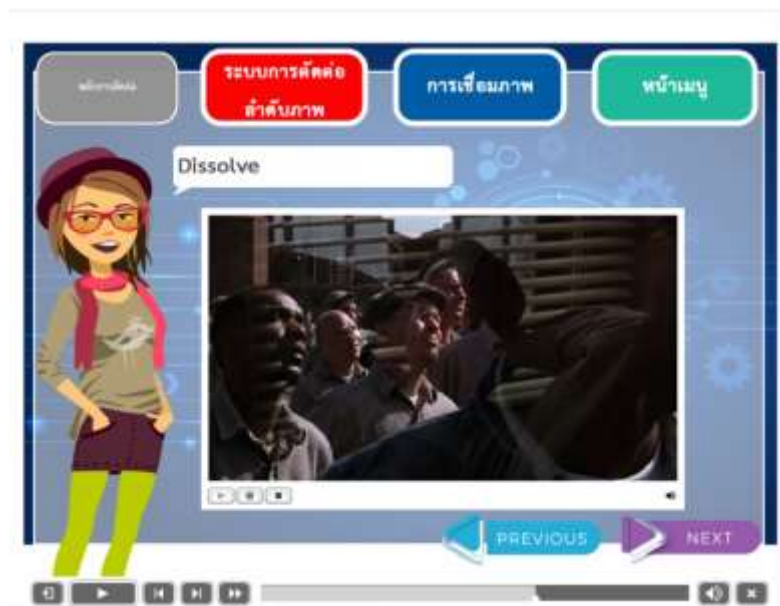 ระบบการตัดต่อ
ลำดับภาพ
การเชื่อมภาพ
หน้าเมนู
Dissolve
PREVIOUS
NEXT